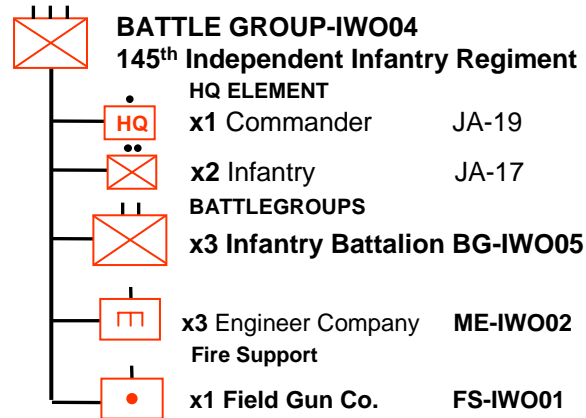 BATTLE GROUP-IWO04
145th Independent Infantry Regiment
HQ ELEMENT
HQ x1 Commander JA-19
x2 Infantry JA-17
BATTLEGROUPS
x3 Infantry Battalion BG-IWO05
x3 Engineer Company ME-IWO02
Fire Support
x1 Field Gun Co. FS-IWO01